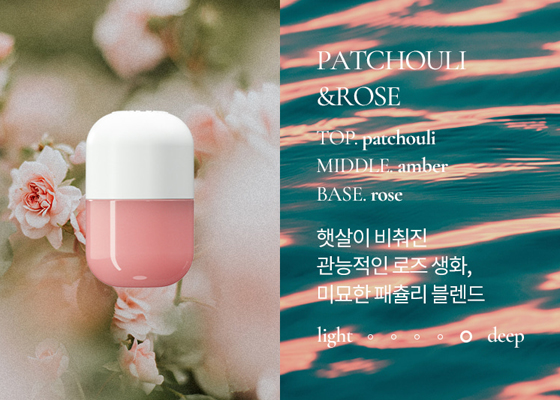 PATCHOULI
&ROSE
TOP. patchouli
MIDDLE. amber
BASE. rose
햇살이 비춰진
관능적인 로즈 생화,
미묘한 패츌리 블렌드
light deep